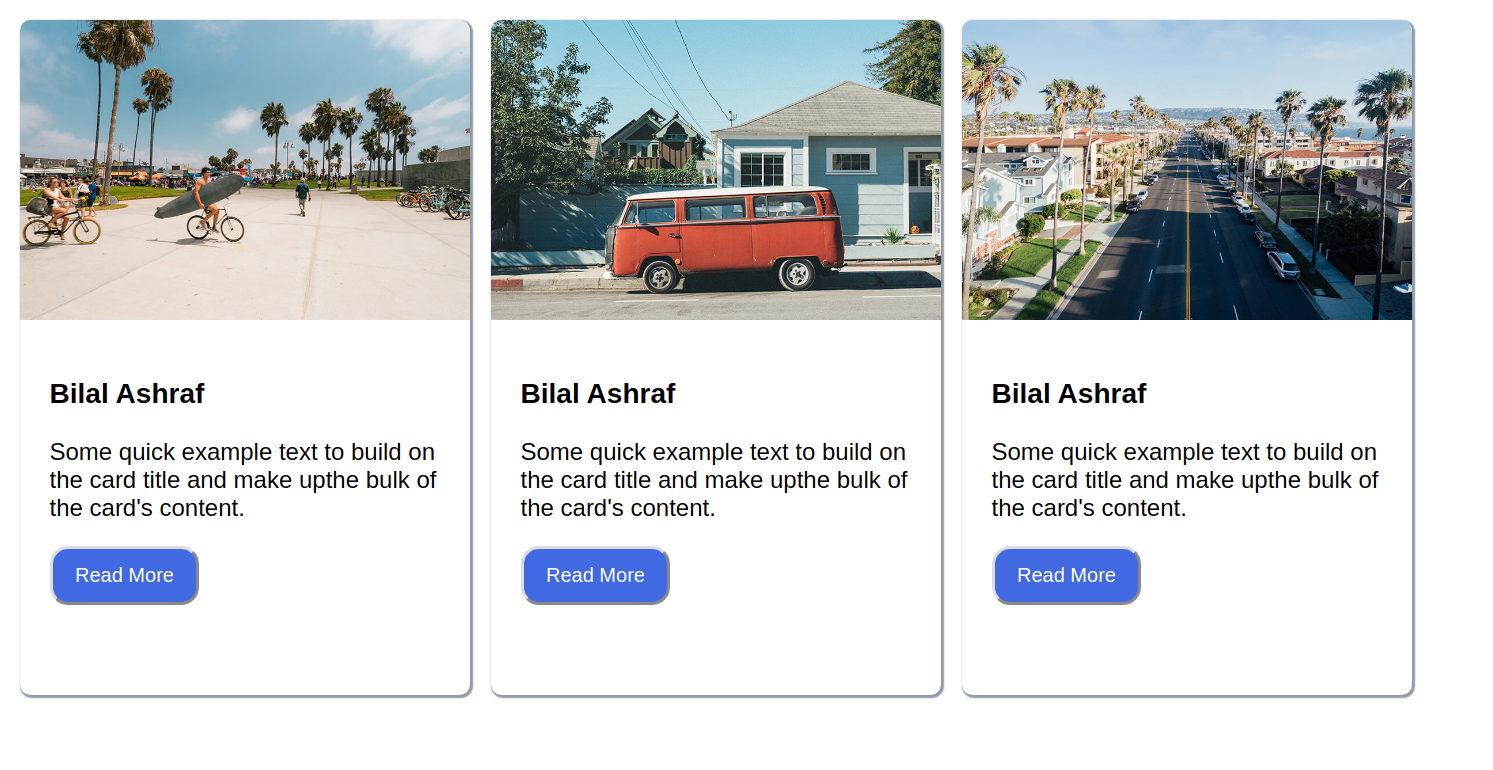 Bilal Ashraf
Some quick example text to build on
the card title and make upthe bulk of
the card's content.
Read More
Bilal Ashraf
Some quick example text to build on
the card title and make upthe bulk of
the card's content.
Read More
Bilal Ashraf
Some quick example text to build on
the card title and make upthe bulk of
the card's content.
Read More